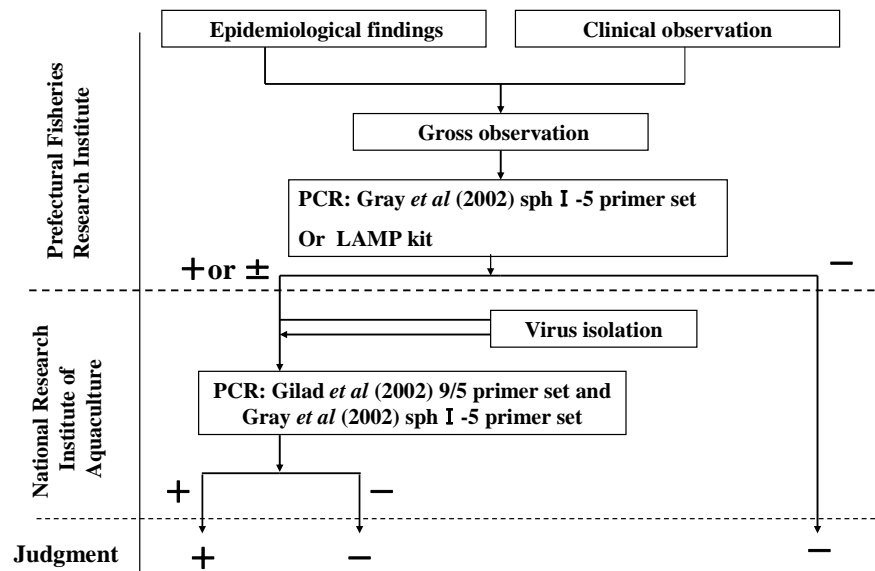 Epidemiological findings
Clinical observation
Gross observation
PCR: Gray et al (2002) sph Ⅰ -5 primer set
Or LAMP kit
Prefectural Fisheries
Research Institute
+ or ±
−
Virus isolation
PCR: Gilad et al (2002) 9/5 primer set and
Gray et al (2002) sph Ⅰ -5 primer set
National Research
Institute of
Aquaculture
+
−
Judgment
+
−
−